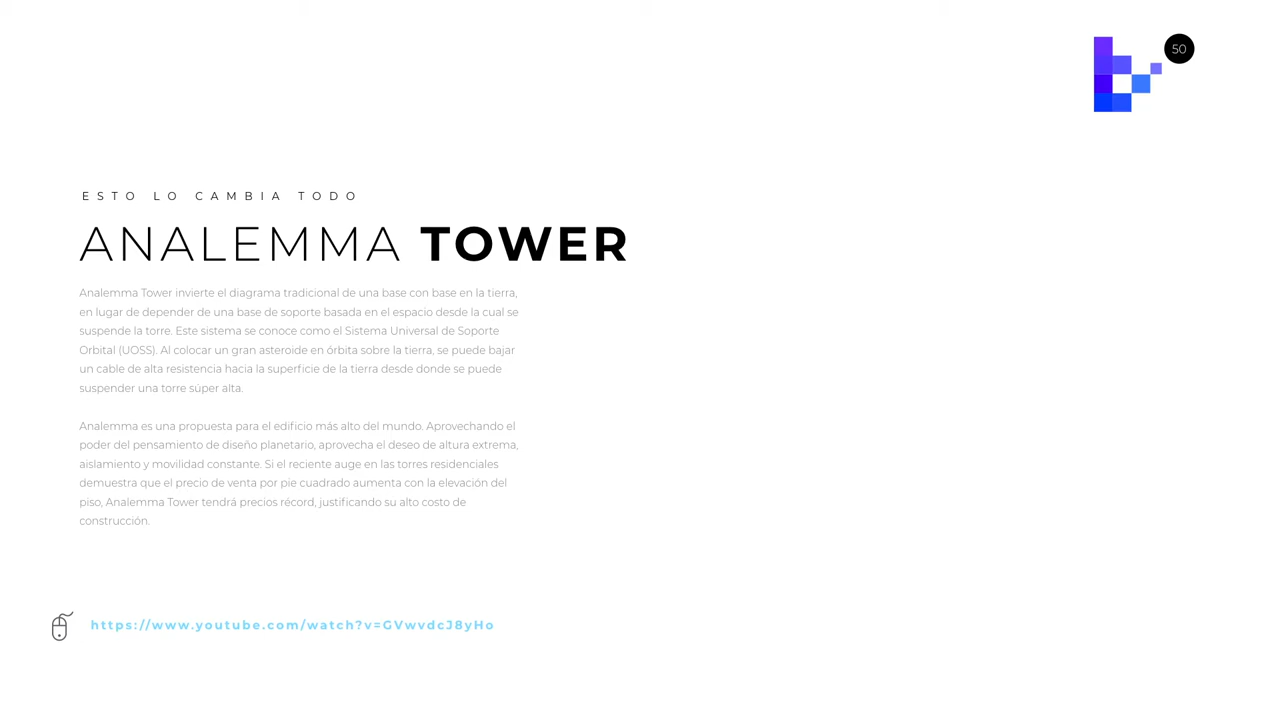 50
ESTO LO CAMBIA TODO
ANALEMMA TOWER
Analemma Tower invierte el diagrama tradicional de una base con base en la tierra,
en lugar de depender de una base de soporte basada en el espacio desde la cual se
suspende la torre. Este sistema se conoce como el Sistema Universal de Soporte
Orbital (UOSS). Al colocar un gran asteroide en órbita sobre la tierra, se puede bajar
un cable de alta resistencia hacia la superficie de la tierra desde donde se puede
suspender una torre súper alta.
Analemma es una propuesta para el edificio más alto del mundo. Aprovechando el
poder del pensamiento de diseño planetario, aprovecha el deseo de altura extrema,
aislamiento y movilidad constante. Si el reciente auge en las torres residenciales
demuestra que el precio de venta por pie cuadrado aumenta con la elevación del
piso, Analemma Tower tendrá precios récord, justificando su alto costo de
construcción.
https://www.youtube.com/watch?v=GVwvdcJ8yHo